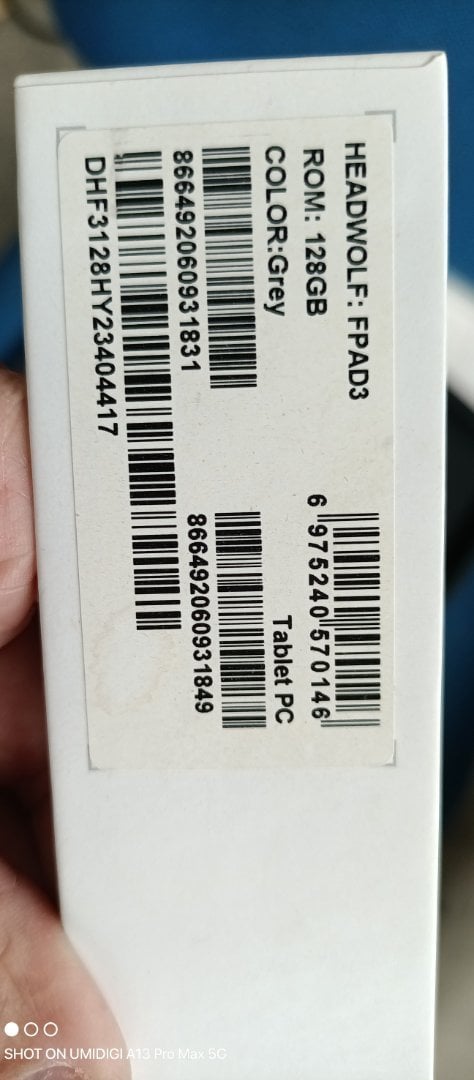 HEADWOLF: FPAD3
ROM: 128GB
6 975240 570146
COLOR:Grey
Tablet PC
866492060931831
866492060931849
DHF3128HY23404417
SHOT ON UMIDIGI A13 Pro Max 5G